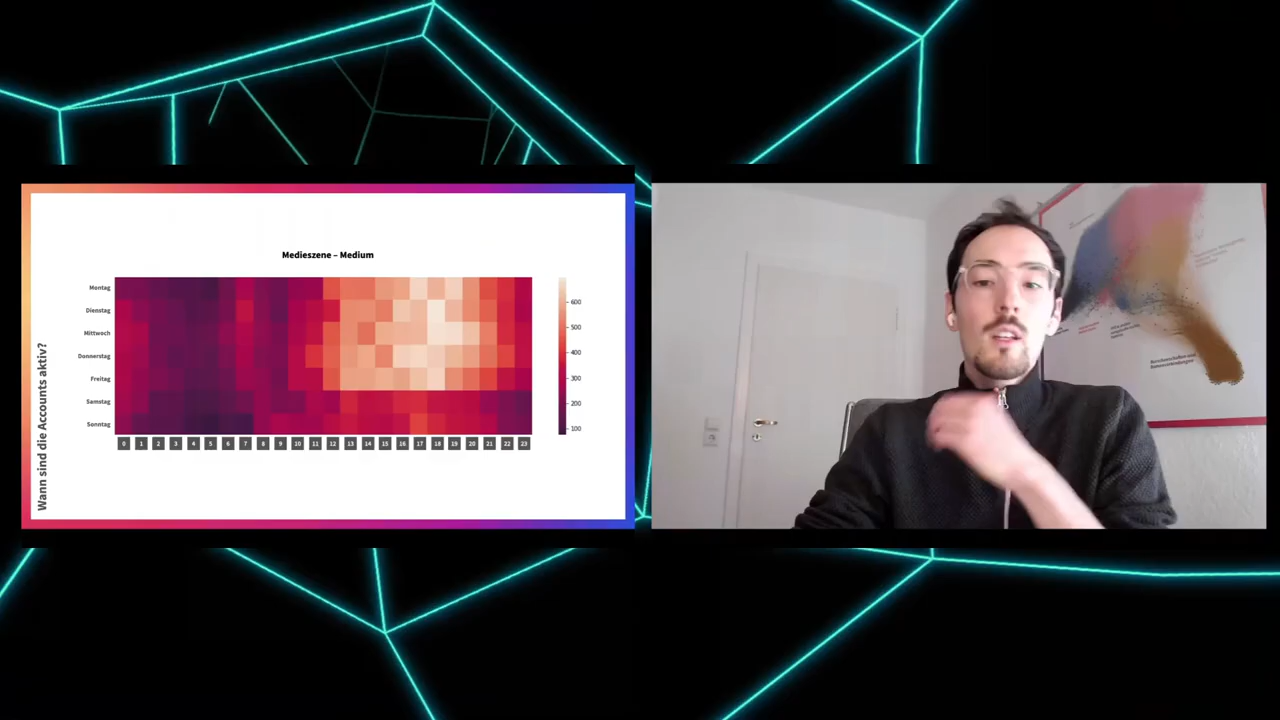 Medieszene – Medium
Montag
Dienstag
Mittwoch
Donnerstag
Freitag
Samstag
Sonntag
0 1 2 3 4 5 6 7 8 9 10 11 12 13 14 15 16 17 18 19 20 21 22 23
600
500
400
300
200
100
Wann sind die Accounts aktiv?